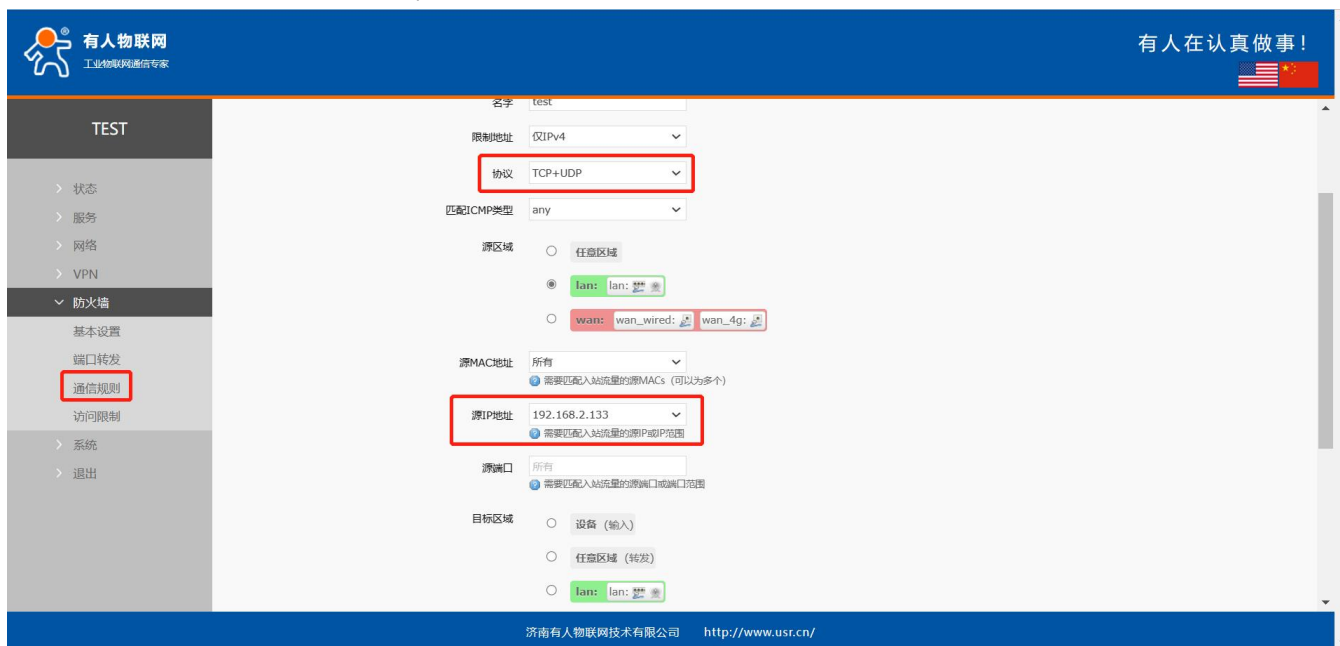 有人物联网
工业物联网通信专家
有人在认真做事！
TEST
状态
服务
网络
VPN
防火墙
基本设置
端口转发
通信规则
访问限制
系统
退出
名字 test
限制地址 仅IPv4
协议 TCP+UDP
匹配ICMP类型 any
源区域 任意区域
lan: lan:
wan: wan_wired: wan_4g:
源MAC地址 所有
需要匹配入站流量的源MACs（可以为多个）
源IP地址 192.168.2.133
需要匹配入站流量的源IP或IP范围
源端口 所有
需要匹配入站流量的源端口或端口范围
目标区域 设备（输入）
任意区域（转发）
lan: lan:
济南有人物联网技术有限公司 http://www.usr.cn/